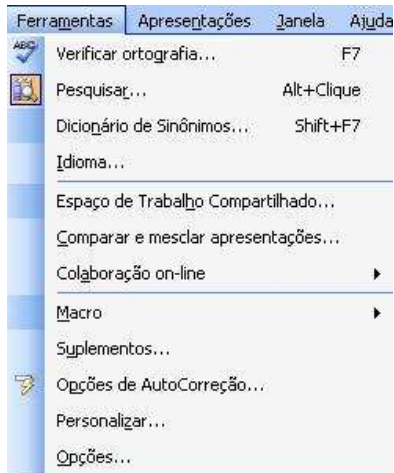 Ferramentas Apresentações Janela Ajuda
ABC Verificar ortografia... F7
Pesquisar... Alt+Clique
Dicionário de Sinônimos... Shift+F7
Idioma...
Espaço de Trabalho Compartilhado...
Comparar e mesclar apresentações...
Colaboração on-line
Macro
Suplementos...
Opções de AutoCorreção...
Personalizar...
Opções...